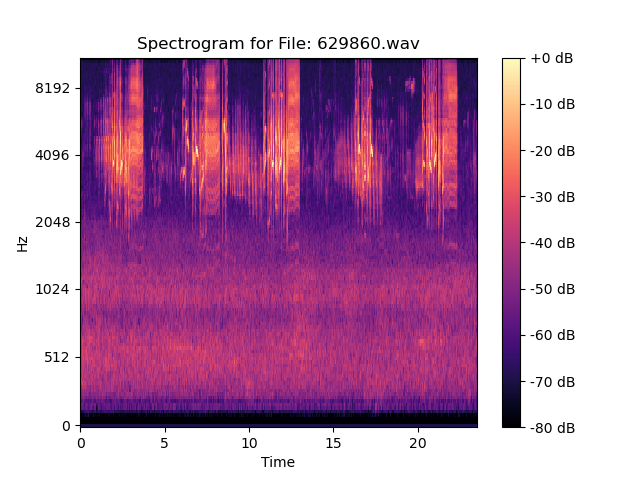 Spectrogram for File: 629860.wav
8192
4096
2048
1024
512
0
Hz
0 5 10 15 20
Time
+0 dB
-10 dB
-20 dB
-30 dB
-40 dB
-50 dB
-60 dB
-70 dB
-80 dB